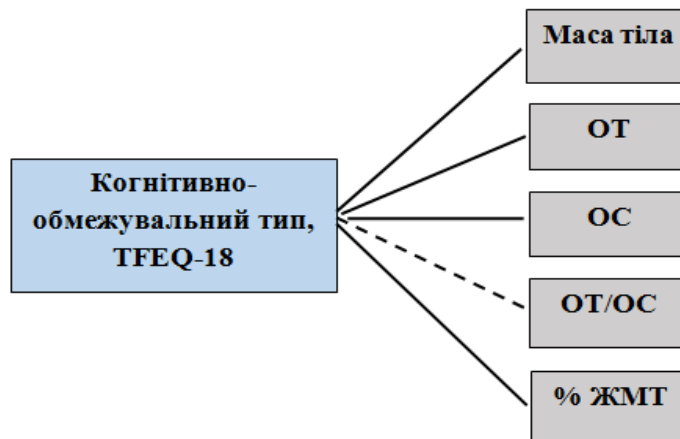 Маса тіла
ОТ
Когнітивно-
обмежувальний тип,
TFEQ-18
ОС
ОТ/ОС
% ЖМТ